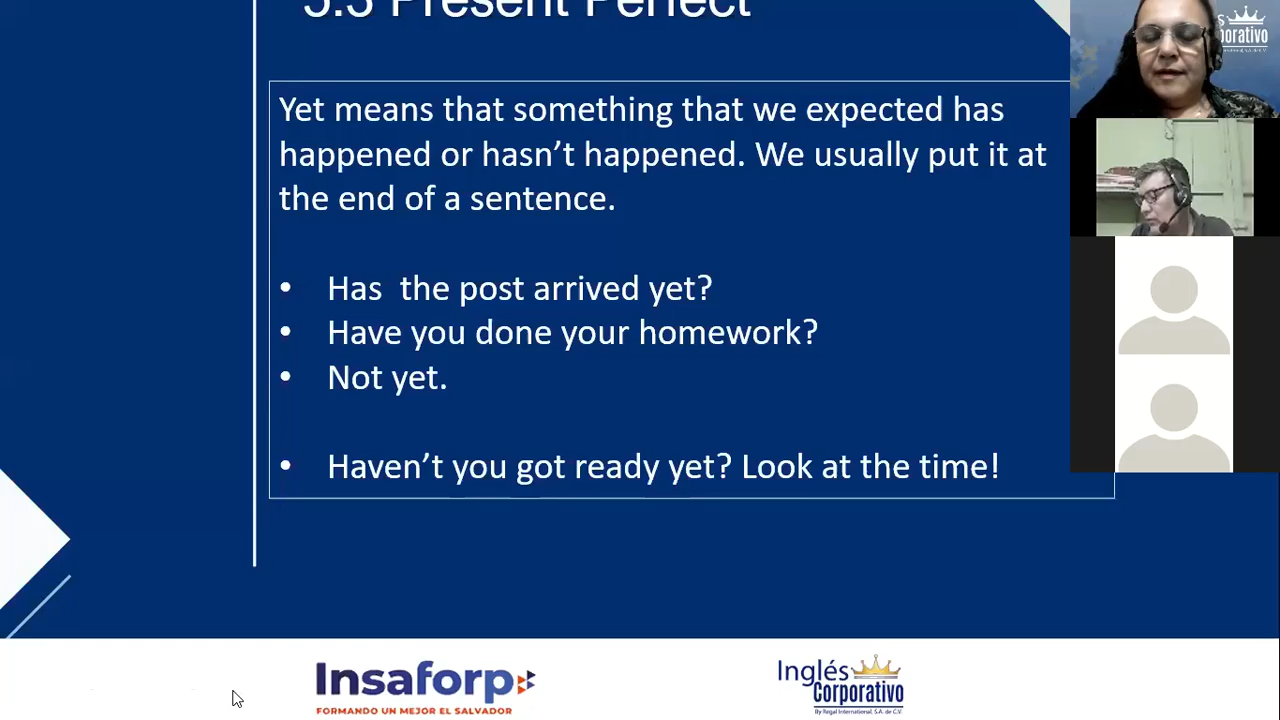 5.5 Present Perfect
Yet means that something that we expected has
happened or hasn’t happened. We usually put it at
the end of a sentence.
• Has the post arrived yet?
• Have you done your homework?
• Not yet.
• Haven’t you got ready yet? Look at the time!
Insaforp
FORMANDO UN MEJOR EL SALVADOR
Inglés
Corporativo
By Regal International, S.A. de C.V.